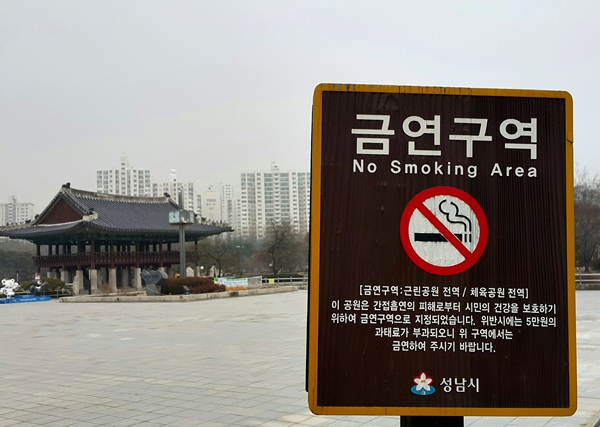 금연구역
No Smoking Area
[금연구역:근린공원 전역 / 체육공원 전역]
이 공원은 간접흡연의 피해로부터 시민의 건강을 보호하기
위하여 금연구역으로 지정되었습니다. 위반시에는 5만원의
과태료가 부과되오니 위 구역에서는
금연하여 주시기 바랍니다.
성남시